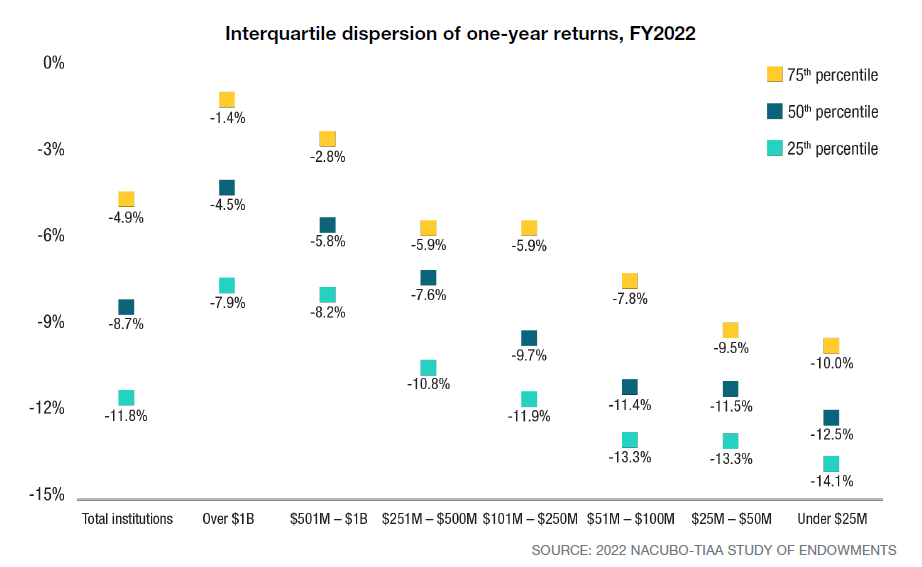 Interquartile dispersion of one-year returns, FY2022
0%
-3%
-6%
-9%
-12%
-15%
75th percentile
50th percentile
25th percentile
-4.9%
-8.7%
-11.8%
-1.4%
-4.5%
-7.9%
-2.8%
-5.8%
-8.2%
-5.9%
-7.6%
-10.8%
-5.9%
-9.7%
-11.9%
-7.8%
-11.4%
-13.3%
-9.5%
-11.5%
-13.3%
-10.0%
-12.5%
-14.1%
Total institutions
Over $1B
$501M – $1B
$251M – $500M
$101M – $250M
$51M – $100M
$25M – $50M
Under $25M
SOURCE: 2022 NACUBO-TIAA STUDY OF ENDOWMENTS